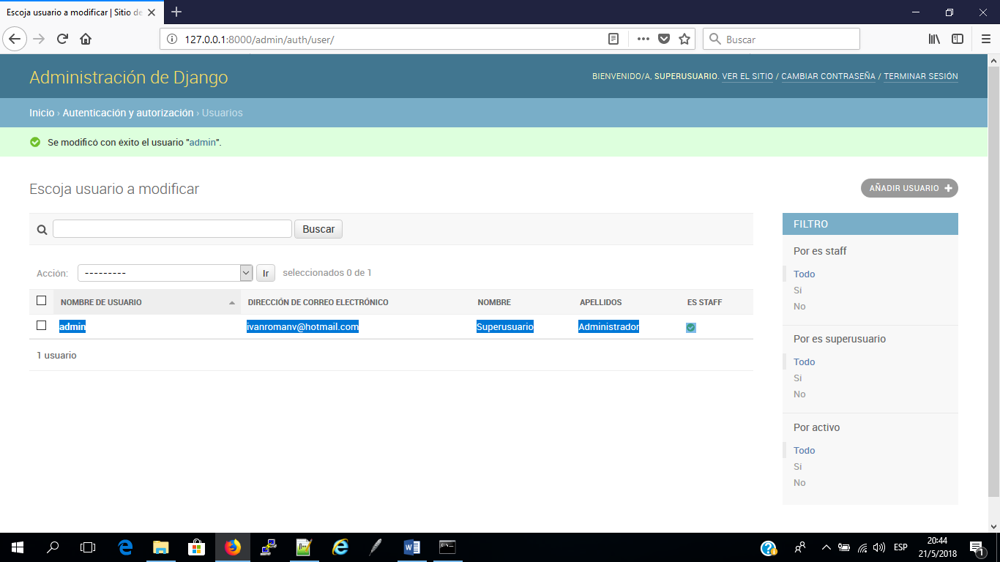 Escoja usuario a modificar | Sitio de
127.0.0.1:8000/admin/auth/user/
Buscar
Administración de Django
BIENVENIDO/A, SUPERUSUARIO. VER EL SITIO / CAMBIAR CONTRASEÑA / TERMINAR SESIÓN
Inicio › Autenticación y autorización › Usuarios
Se modificó con éxito el usuario "admin".
Escoja usuario a modificar
AÑADIR USUARIO
Buscar
Acción: --------- Ir seleccionados 0 de 1
NOMBRE DE USUARIO DIRECCIÓN DE CORREO ELECTRÓNICO NOMBRE APELLIDOS ES STAFF
admin ivanromanv@hotmail.com Superusuario Administrador
1 usuario
FILTRO
Por es staff
Todo
Sí
No
Por es superusuario
Todo
Sí
No
Por activo
Todo
Sí
No
ESP
20:44
21/5/2018
1